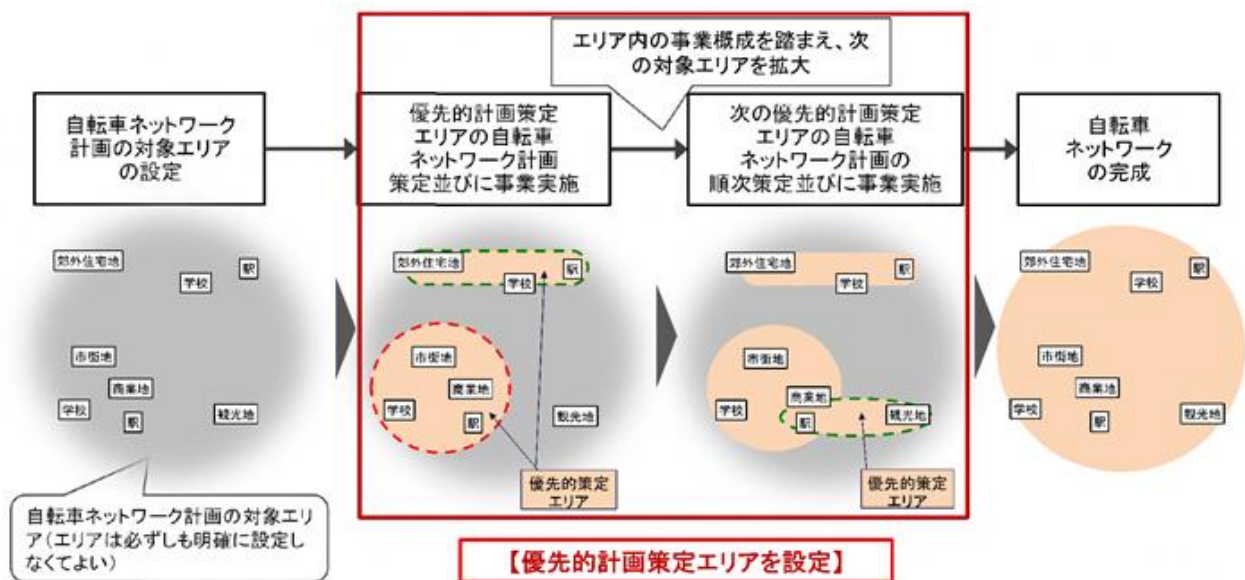 エリア内の事業概成を踏まえ、次
の対象エリアを拡大
自転車ネットワーク
計画の対象エリア
の設定
優先的計画策定
エリアの自転車
ネットワーク計画
策定並びに事業実施
次の優先的計画策定
エリアの自転車
ネットワーク計画の
順次策定並びに事業実施
自転車
ネットワーク
の完成
郊外住宅地
駅
学校
市街地
商業地
学校
駅
観光地
郊外住宅地
駅
学校
市街地
商業地
学校
駅
観光地
優先的策定
エリア
郊外住宅地
駅
学校
市街地
商業地
学校
駅
観光地
優先的策定
エリア
郊外住宅地
駅
学校
市街地
商業地
学校
駅
観光地
自転車ネットワーク計画の対象エリ
ア(エリアは必ずしも明確に設定し
なくてよい)
【優先的計画策定エリアを設定】